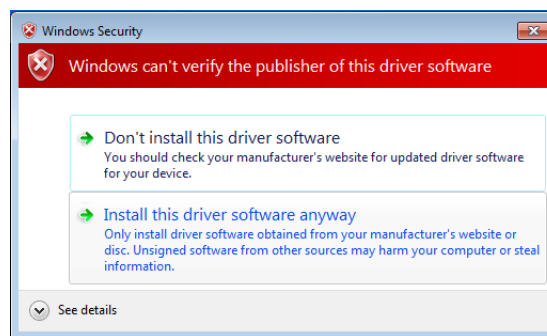 Windows Security
Windows can't verify the publisher of this driver software
Don't install this driver software
You should check your manufacturer's website for updated driver software
for your device.
Install this driver software anyway
Only install driver software obtained from your manufacturer's website or
disc. Unsigned software from other sources may harm your computer or steal
information.
See details